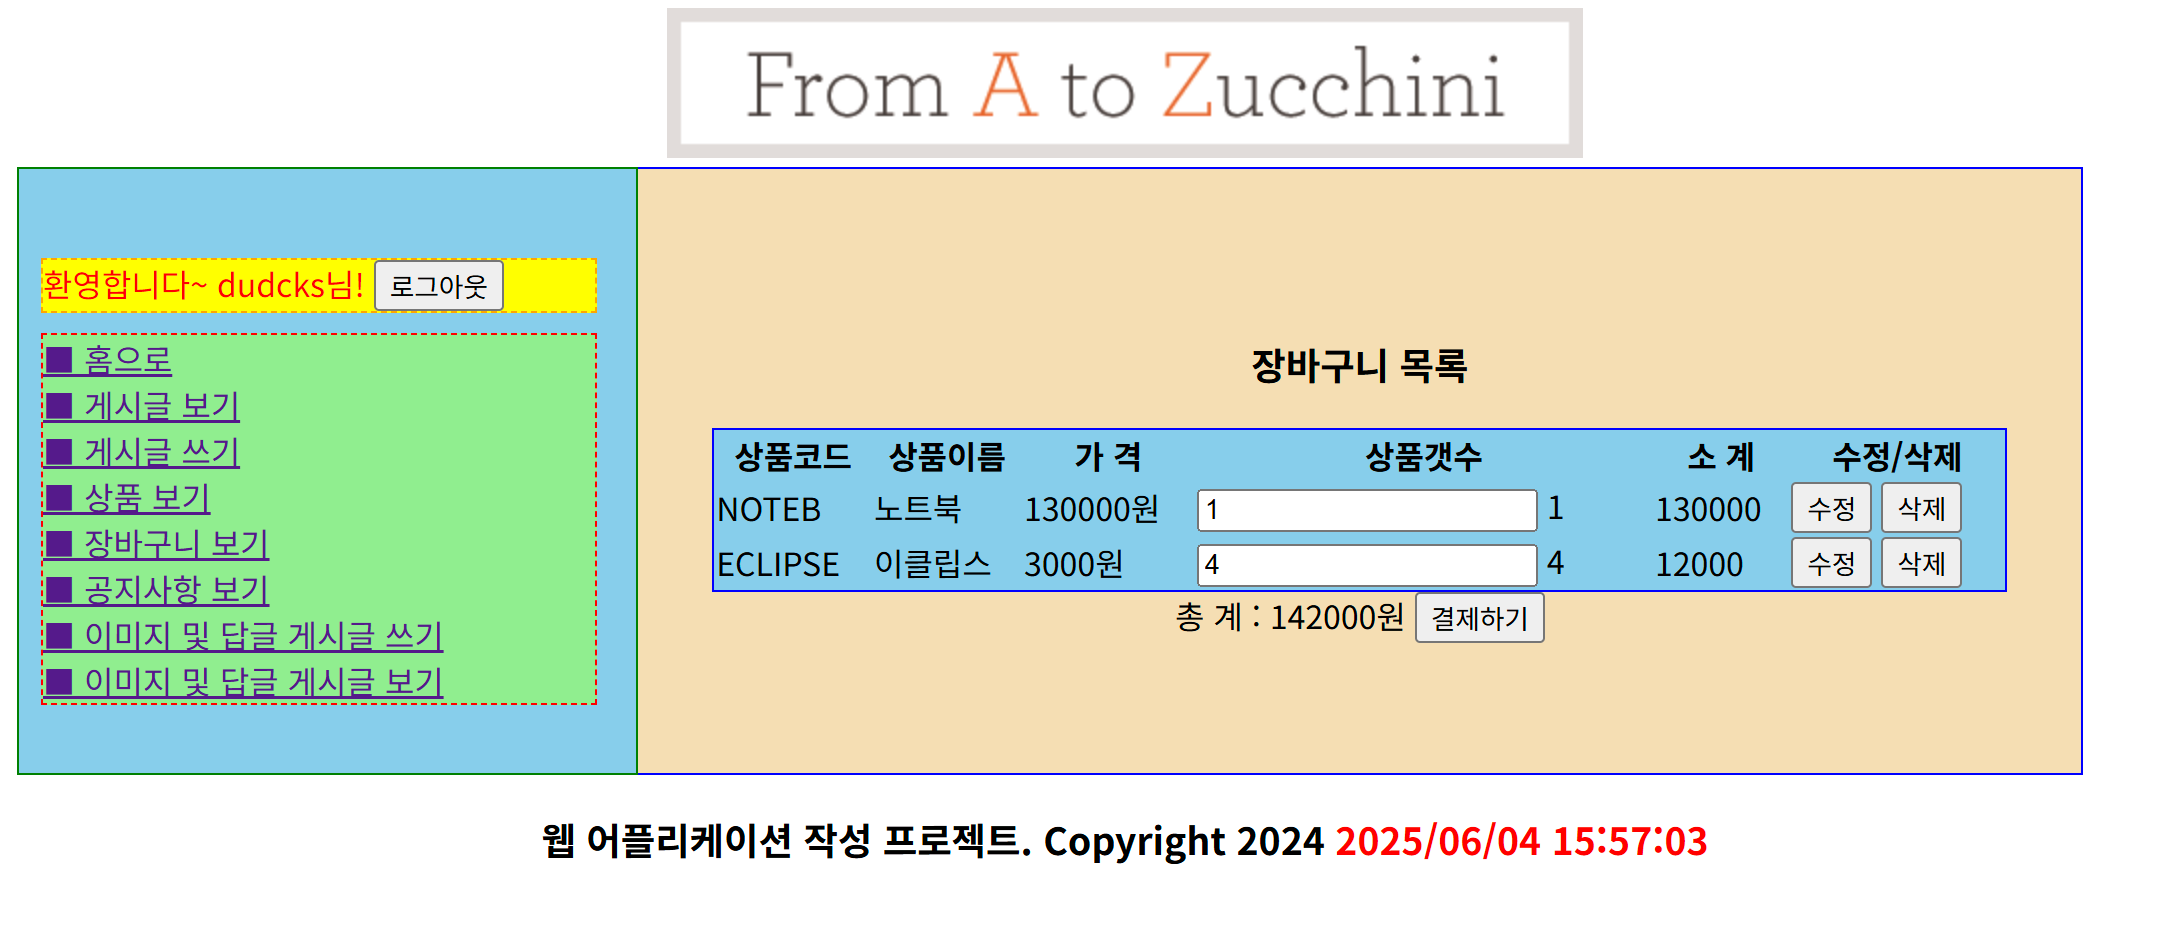 From A to Zucchini
환영합니다~ dudcks님! 로그아웃
■ 홈으로
■ 게시글 보기
■ 게시글 쓰기
■ 상품 보기
■ 장바구니 보기
■ 공지사항 보기
■ 이미지 및 답글 게시글 쓰기
■ 이미지 및 답글 게시글 보기
장바구니 목록
상품코드 상품이름 가 격 상품갯수 소 계 수정/삭제
NOTEB 노트북 130000원 1 1 130000 수정 삭제
ECLIPSE 이클립스 3000원 4 4 12000 수정 삭제
총 계 : 142000원 결제하기
웹 어플리케이션 작성 프로젝트. Copyright 2024 2025/06/04 15:57:03